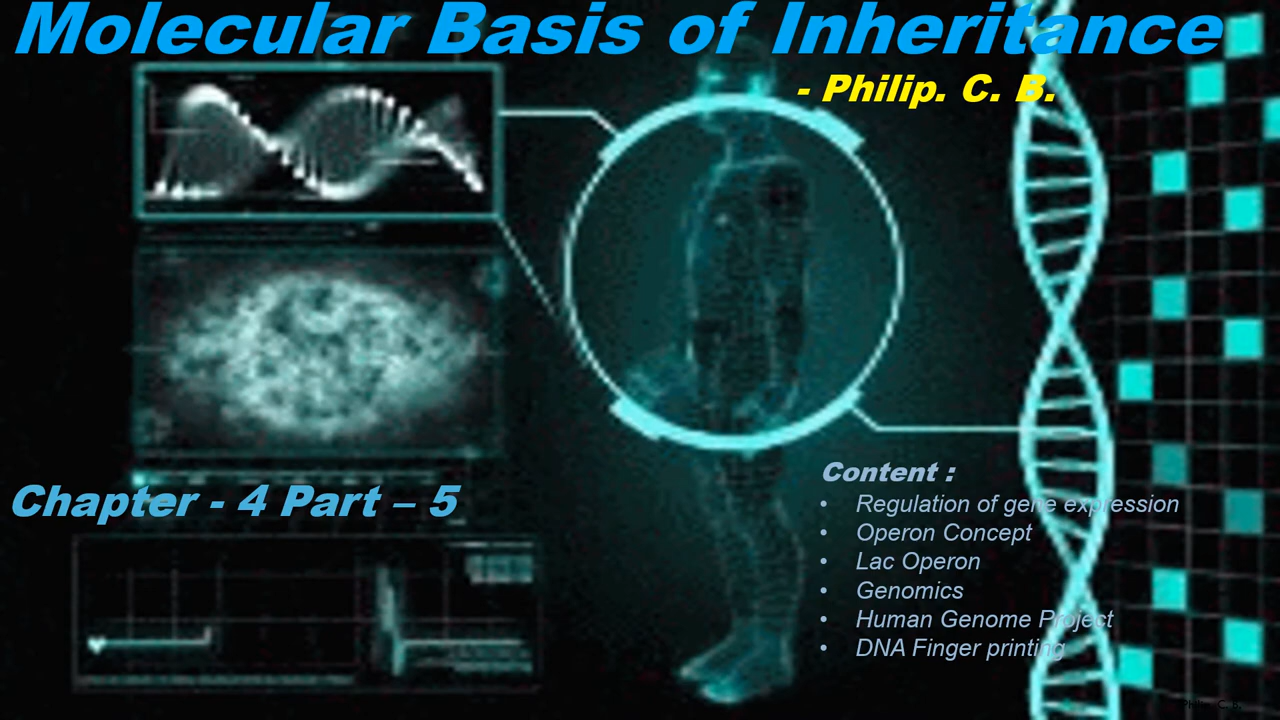 Molecular Basis of Inheritance
- Philip. C. B.
Chapter - 4 Part – 5
Content :
• Regulation of gene expression
• Operon Concept
• Lac Operon
• Genomics
• Human Genome Project
• DNA Finger printing